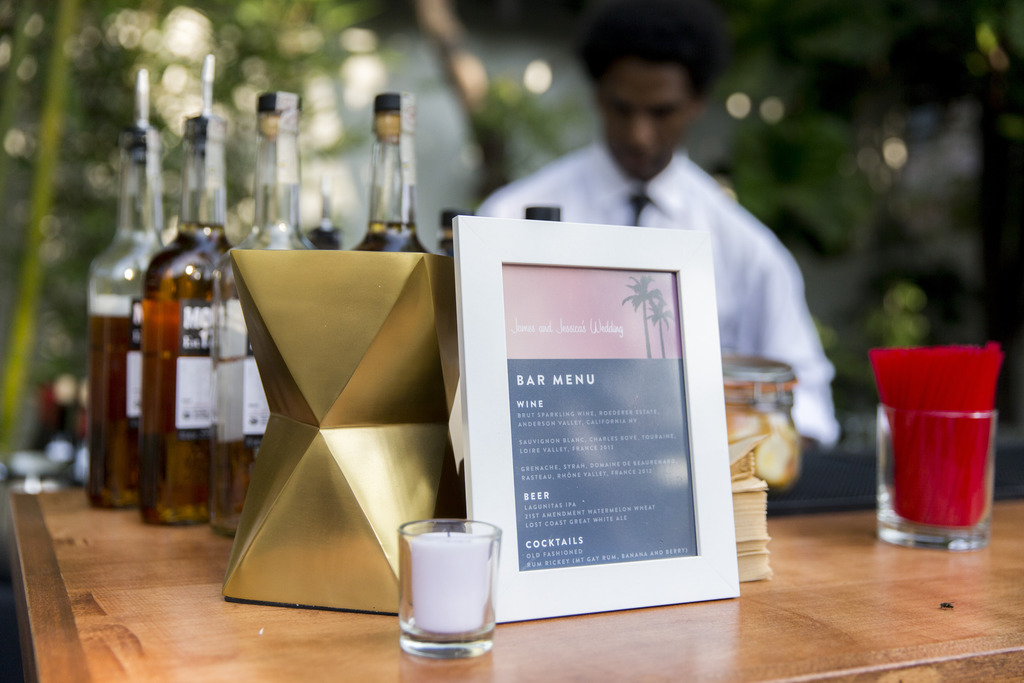 James and Jessica's Wedding
BAR MENU
WINE
BRUT SPARKLING WINE, ROEDERER ESTATE,
ANDERSON VALLEY, CALIFORNIA NV
SAUVIGNON BLANC, CHARLES BOVE, TOURAINE,
LOIRE VALLEY, FRANCE 2013
GRENACHE, SYRAH, DOMAINE DE BEAURENARD,
RASTEAU, RHÔNE VALLEY, FRANCE 2012
BEER
LAGUNITAS IPA
21ST AMENDMENT WATERMELON WHEAT
LOST COAST GREAT WHITE ALE
COCKTAILS
OLD FASHIONED
RUM RICKEY (MT GAY RUM, BANANA AND BERRY)